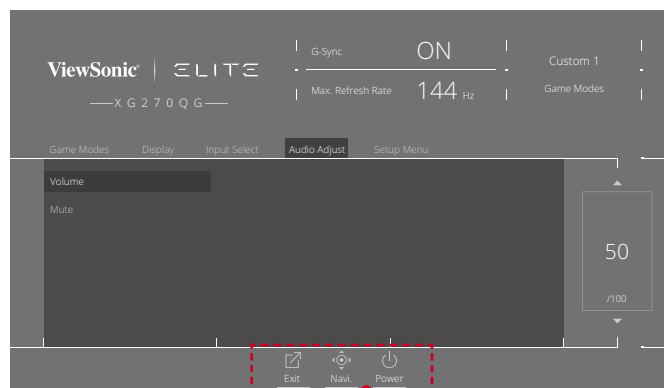 ViewSonic® ELITE
XG270QG
G-Sync ON
Max. Refresh Rate 144 Hz
Custom 1
Game Modes
Game Modes Display Input Select Audio Adjust Setup Menu
Volume
Mute
50
/100
Exit Navi. Power